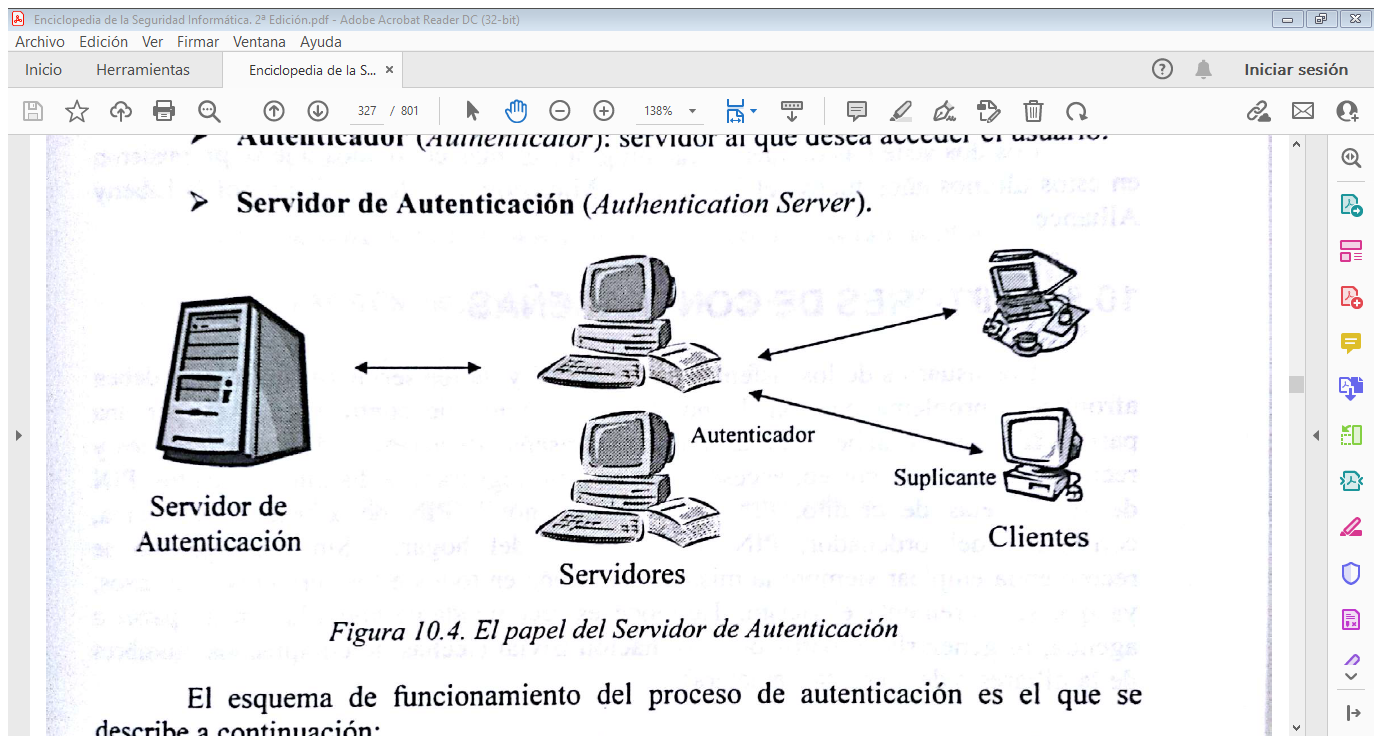 Enciclopedia de la Seguridad Informática. 2ª Edición.pdf - Adobe Acrobat Reader DC (32-bit)
Archivo Edición Ver Firmar Ventana Ayuda
Inicio Herramientas Enciclopedia de la S... × Iniciar sesión
327 / 801 138%
Autenticador (Authenticator): servidor al que desea acceder el usuario.
➢ Servidor de Autenticación (Authentication Server).
Autenticador
Suplicante
Servidor de
Autenticación
Clientes
Servidores
Figura 10.4. El papel del Servidor de Autenticación
El esquema de funcionamiento del proceso de autenticación es el que se
describe a continuación: